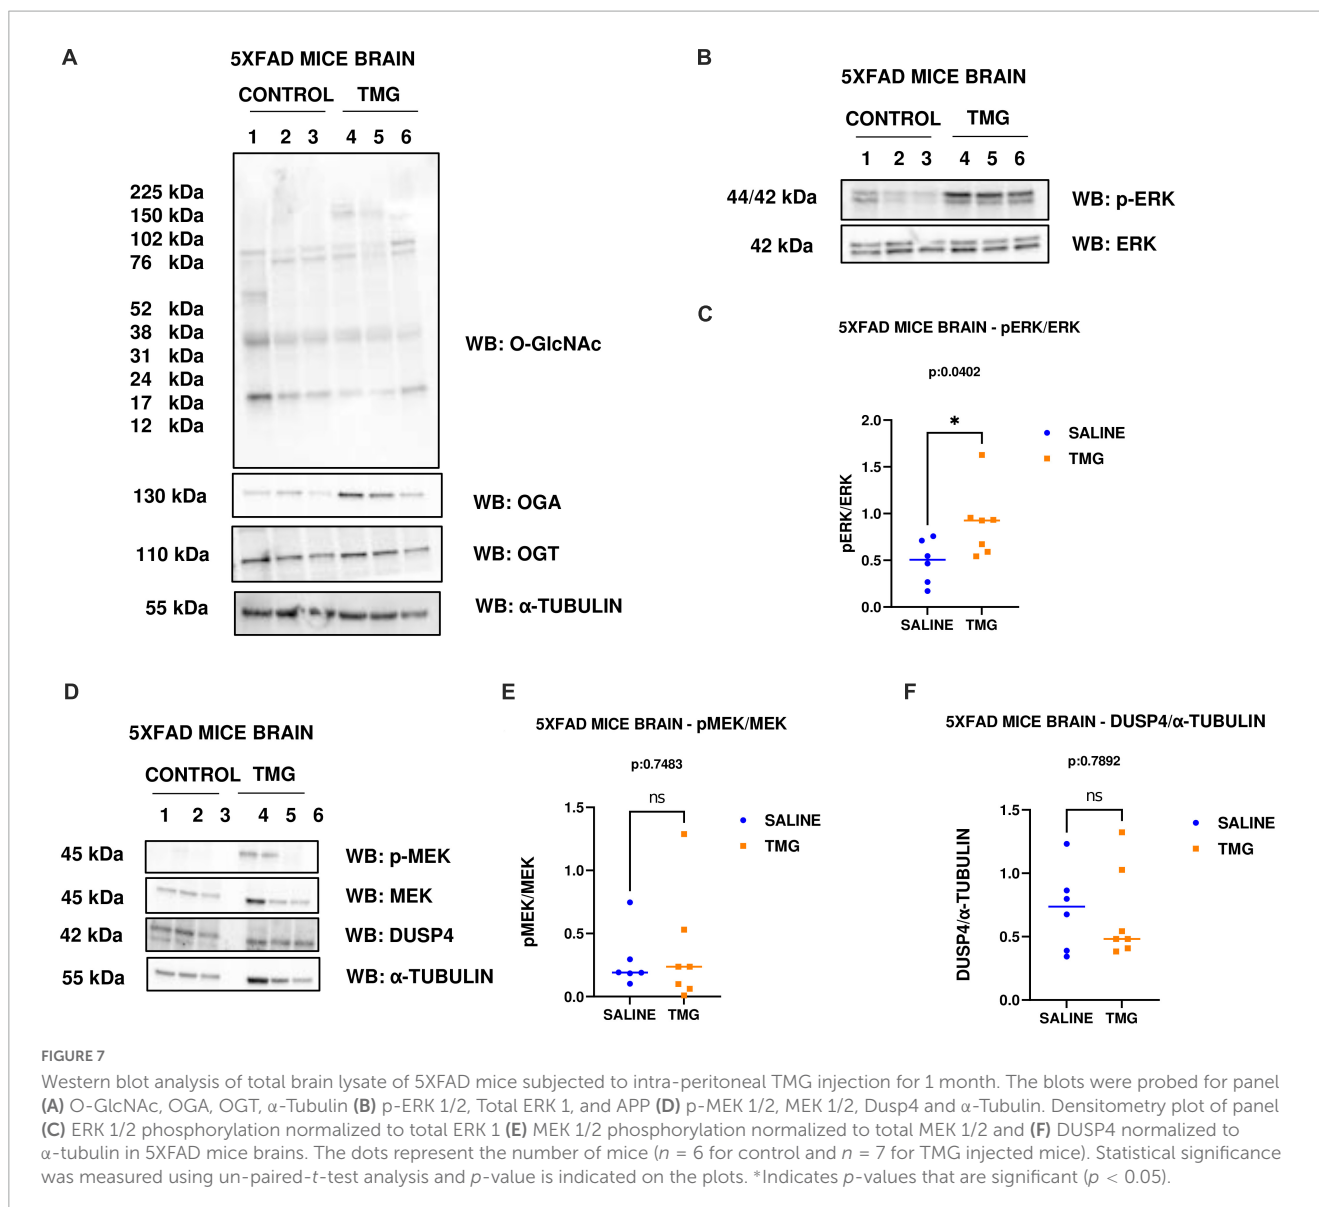 A
5XFAD MICE BRAIN
CONTROL TMG
1 2 3 4 5 6
225 kDa
150 kDa
102 kDa
76 kDa
52 kDa
38 kDa
31 kDa
24 kDa
17 kDa
12 kDa
WB: O-GlcNAc
130 kDa WB: OGA
110 kDa WB: OGT
55 kDa WB: α-TUBULIN
B
5XFAD MICE BRAIN
CONTROL TMG
1 2 3 4 5 6
44/42 kDa WB: p-ERK
42 kDa WB: ERK
C
5XFAD MICE BRAIN - pERK/ERK
p:0.0402
*
2.0
1.5
1.0
0.5
0.0
pERK/ERK
SALINE TMG
SALINE
TMG
D
5XFAD MICE BRAIN
CONTROL TMG
1 2 3 4 5 6
45 kDa WB: p-MEK
45 kDa WB: MEK
42 kDa WB: DUSP4
55 kDa WB: α-TUBULIN
E
5XFAD MICE BRAIN - pMEK/MEK
p:0.7483
ns
1.5
1.0
0.5
0.0
pMEK/MEK
SALINE TMG
SALINE
TMG
F
5XFAD MICE BRAIN - DUSP4/α-TUBULIN
p:0.7892
ns
1.5
1.0
0.5
0.0
DUSP4/α-TUBULIN
SALINE TMG
SALINE
TMG
FIGURE 7
Western blot analysis of total brain lysate of 5XFAD mice subjected to intra-peritoneal TMG injection for 1 month. The blots were probed for panel
(A) O-GlcNAc, OGA, OGT, α-Tubulin (B) p-ERK 1/2, Total ERK 1, and APP (D) p-MEK 1/2, MEK 1/2, Dusp4 and α-Tubulin. Densitometry plot of panel
(C) ERK 1/2 phosphorylation normalized to total ERK 1 (E) MEK 1/2 phosphorylation normalized to total MEK 1/2 and (F) DUSP4 normalized to
α-tubulin in 5XFAD mice brains. The dots represent the number of mice (n = 6 for control and n = 7 for TMG injected mice). Statistical significance
was measured using un-paired-t-test analysis and p-value is indicated on the plots. *Indicates p-values that are significant (p < 0.05).